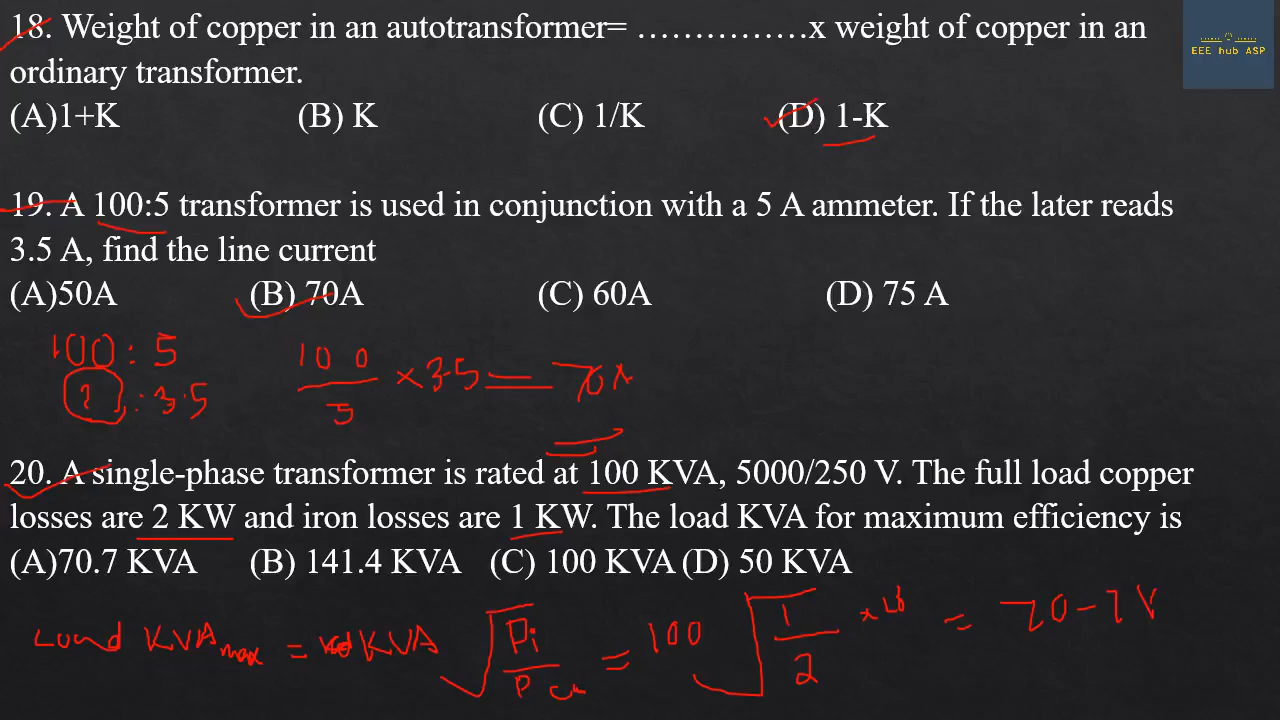 18. Weight of copper in an autotransformer= ……………x weight of copper in an
EEE hub ASP
ordinary transformer.
(A)1+K (B) K (C) 1/K (D) 1-K
19. A 100:5 transformer is used in conjunction with a 5 A ammeter. If the later reads
3.5 A, find the line current
(A)50A (B) 70A (C) 60A (D) 75 A
100 : 5
? : 3.5
100/5 × 3.5 = 70A
20. A single-phase transformer is rated at 100 KVA, 5000/250 V. The full load copper
losses are 2 KW and iron losses are 1 KW. The load KVA for maximum efficiency is
(A)70.7 KVA (B) 141.4 KVA (C) 100 KVA (D) 50 KVA
Load KVA max = KVA √Pi/Pcu = 100 √1/2 = 70-7